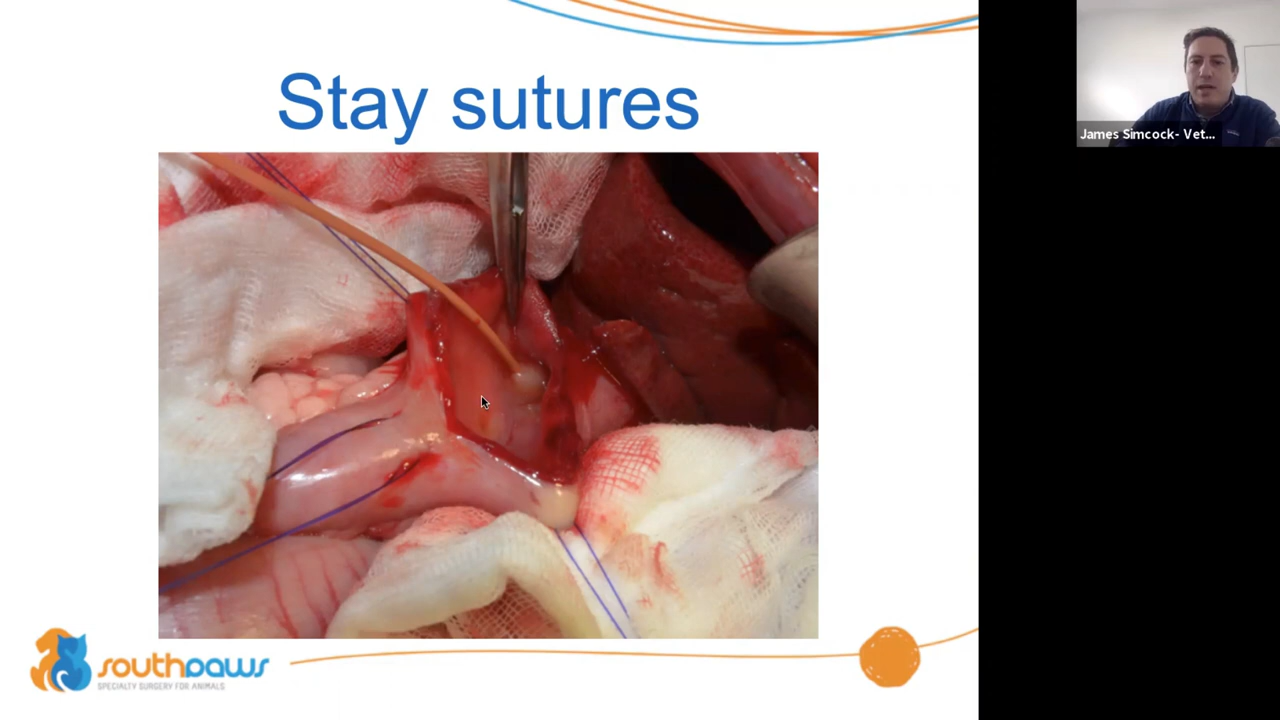 Stay sutures
James Simcock- Vet...
southpaws
SPECIALTY SURGERY FOR ANIMALS